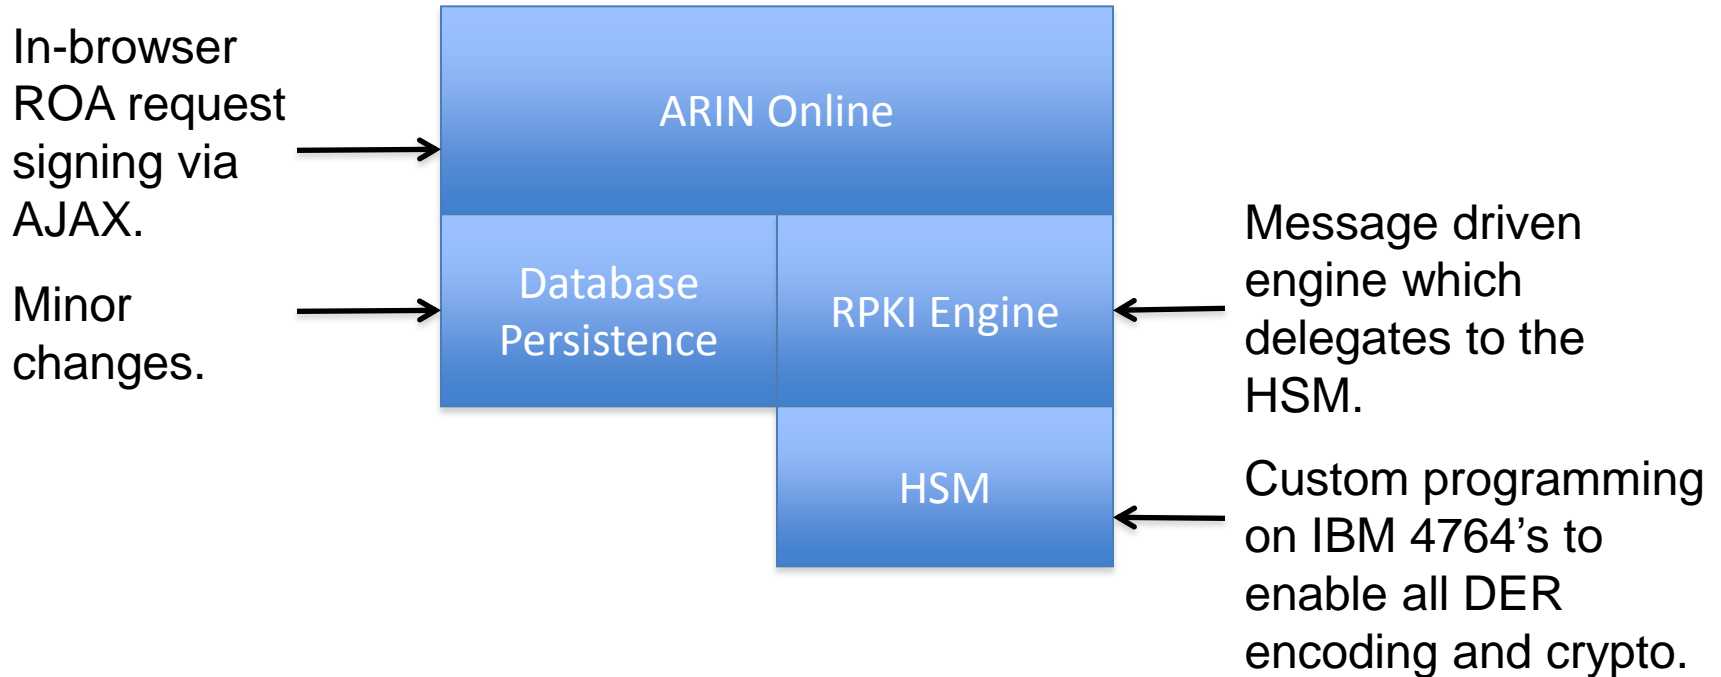 In-browser
ROA request
signing via
AJAX.
Minor
changes.
ARIN Online
Database
Persistence
RPKI Engine
HSM
Message driven
engine which
delegates to the
HSM.
Custom programming
on IBM 4764’s to
enable all DER
encoding and crypto.